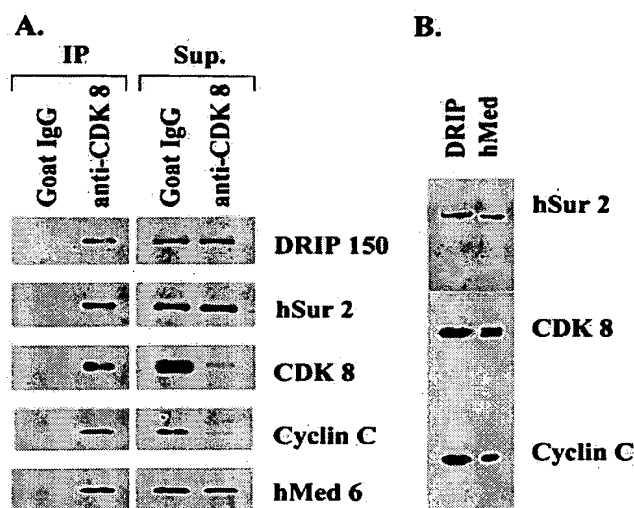 A.
IP
Sup.
Goat IgG
anti-CDK 8
Goat IgG
anti-CDK 8
DRIP 150
hSur 2
CDK 8
Cyclin C
hMed 6
B.
DRIP
hMed
hSur 2
CDK 8
Cyclin C